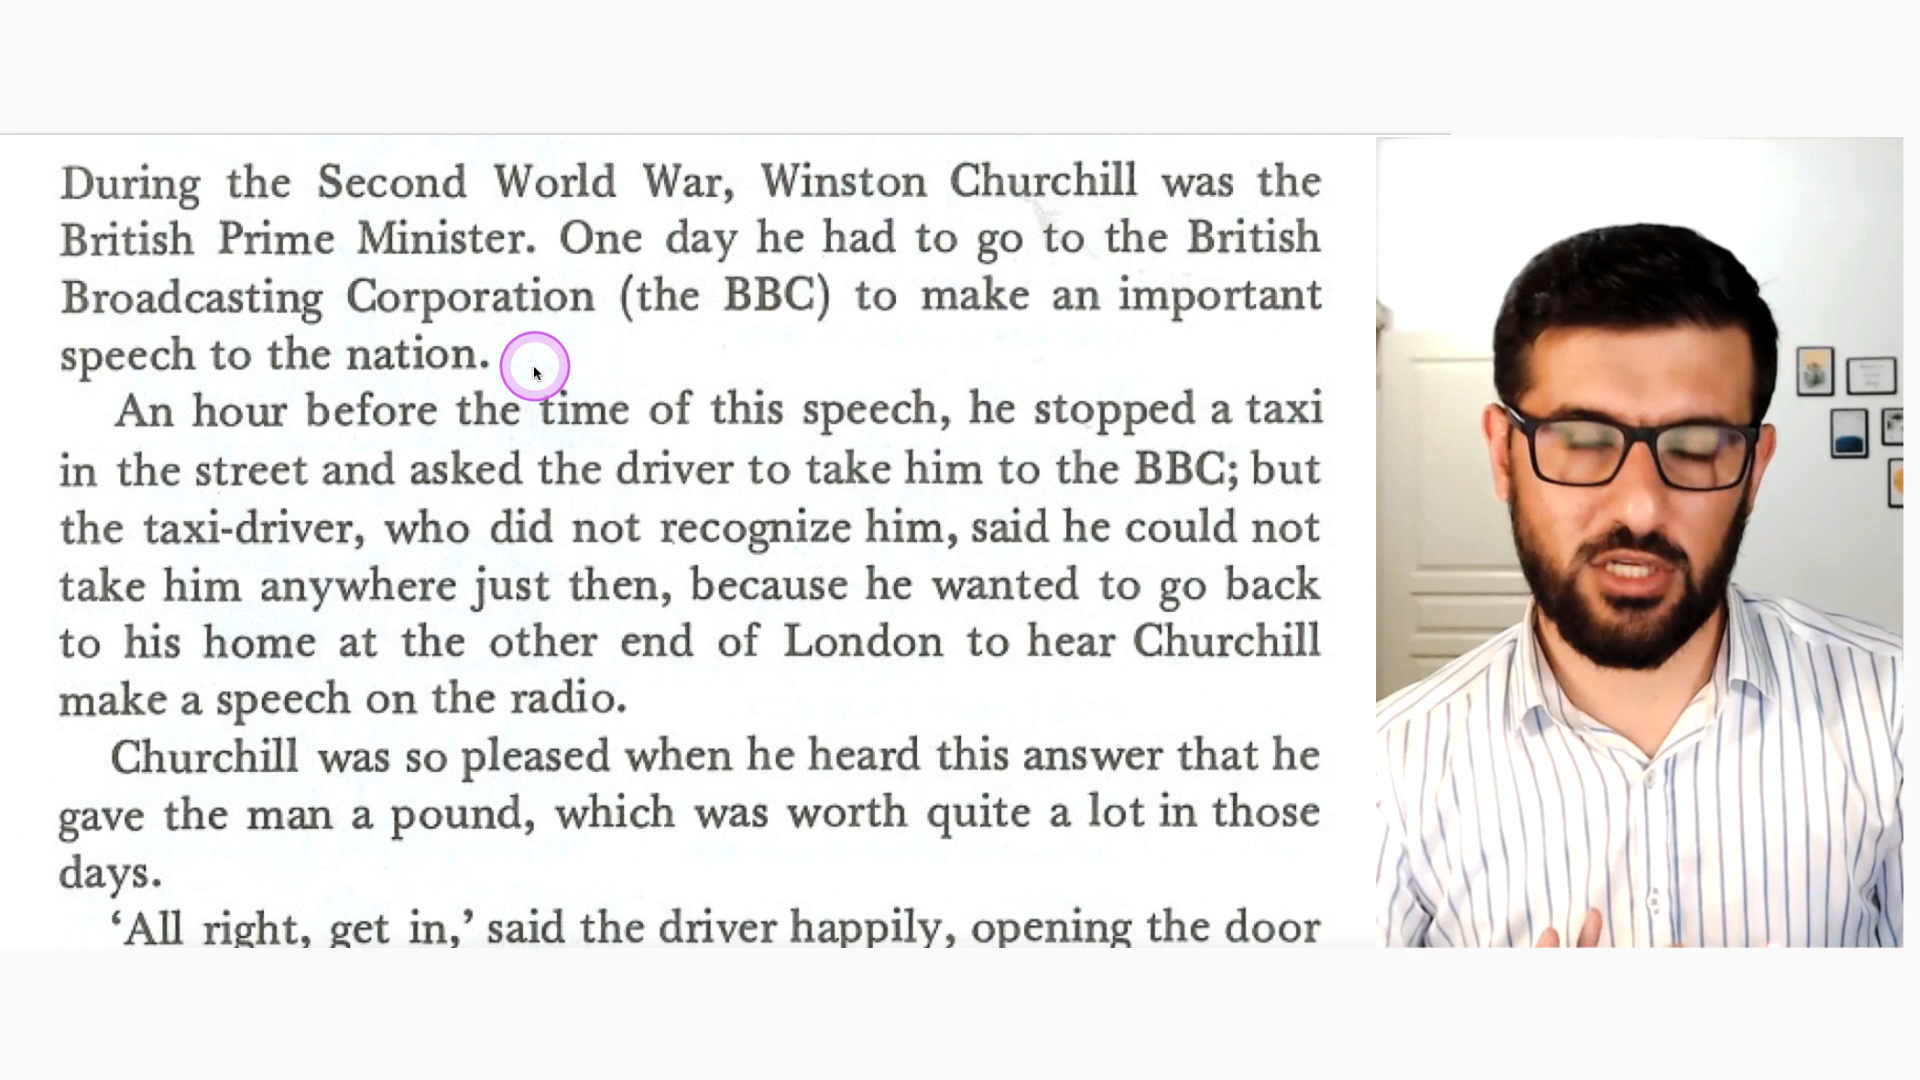 During the Second World War, Winston Churchill was the
British Prime Minister. One day he had to go to the British
Broadcasting Corporation (the BBC) to make an important
speech to the nation.
An hour before the time of this speech, he stopped a taxi
in the street and asked the driver to take him to the BBC; but
the taxi-driver, who did not recognize him, said he could not
take him anywhere just then, because he wanted to go back
to his home at the other end of London to hear Churchill
make a speech on the radio.
Churchill was so pleased when he heard this answer that he
gave the man a pound, which was worth quite a lot in those
days.
‘All right, get in,’ said the driver happily, opening the door